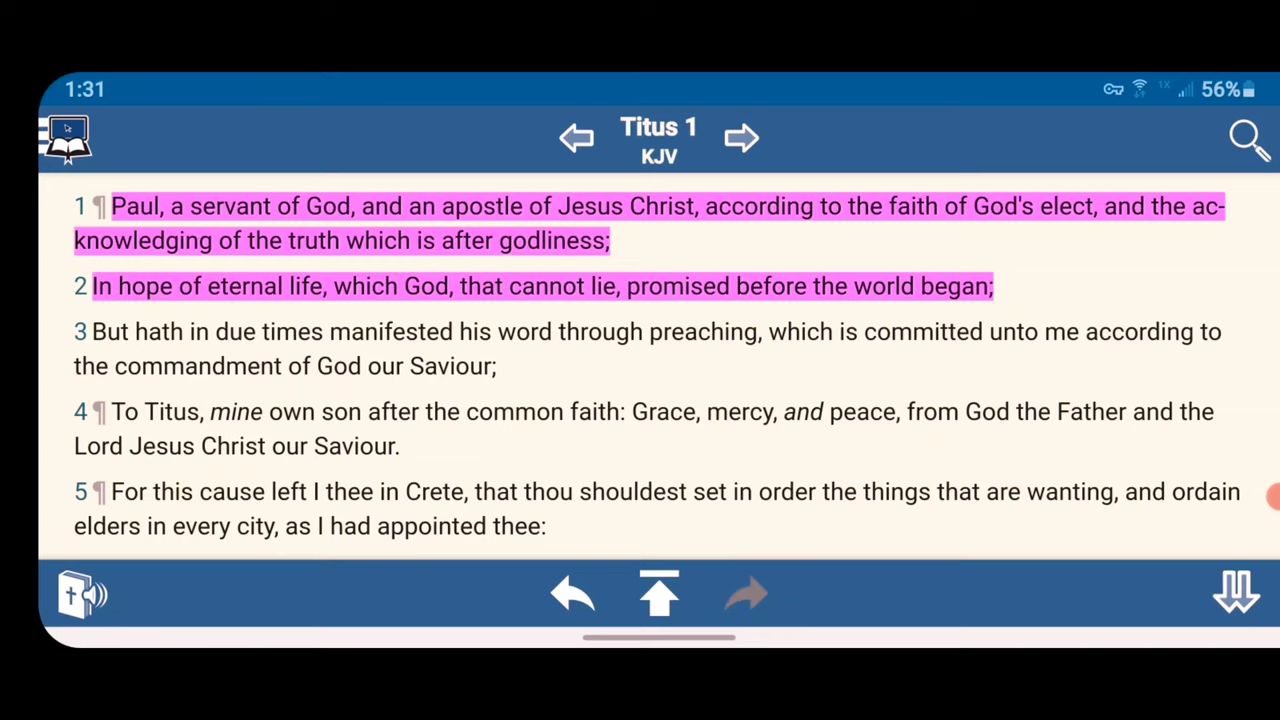 1:31
1X
56%
Titus 1
KJV
1 ¶ Paul, a servant of God, and an apostle of Jesus Christ, according to the faith of God's elect, and the ac-
knowledging of the truth which is after godliness;
2 In hope of eternal life, which God, that cannot lie, promised before the world began;
3 But hath in due times manifested his word through preaching, which is committed unto me according to
the commandment of God our Saviour;
4 ¶ To Titus, mine own son after the common faith: Grace, mercy, and peace, from God the Father and the
Lord Jesus Christ our Saviour.
5 ¶ For this cause left I thee in Crete, that thou shouldest set in order the things that are wanting, and ordain
elders in every city, as I had appointed thee: